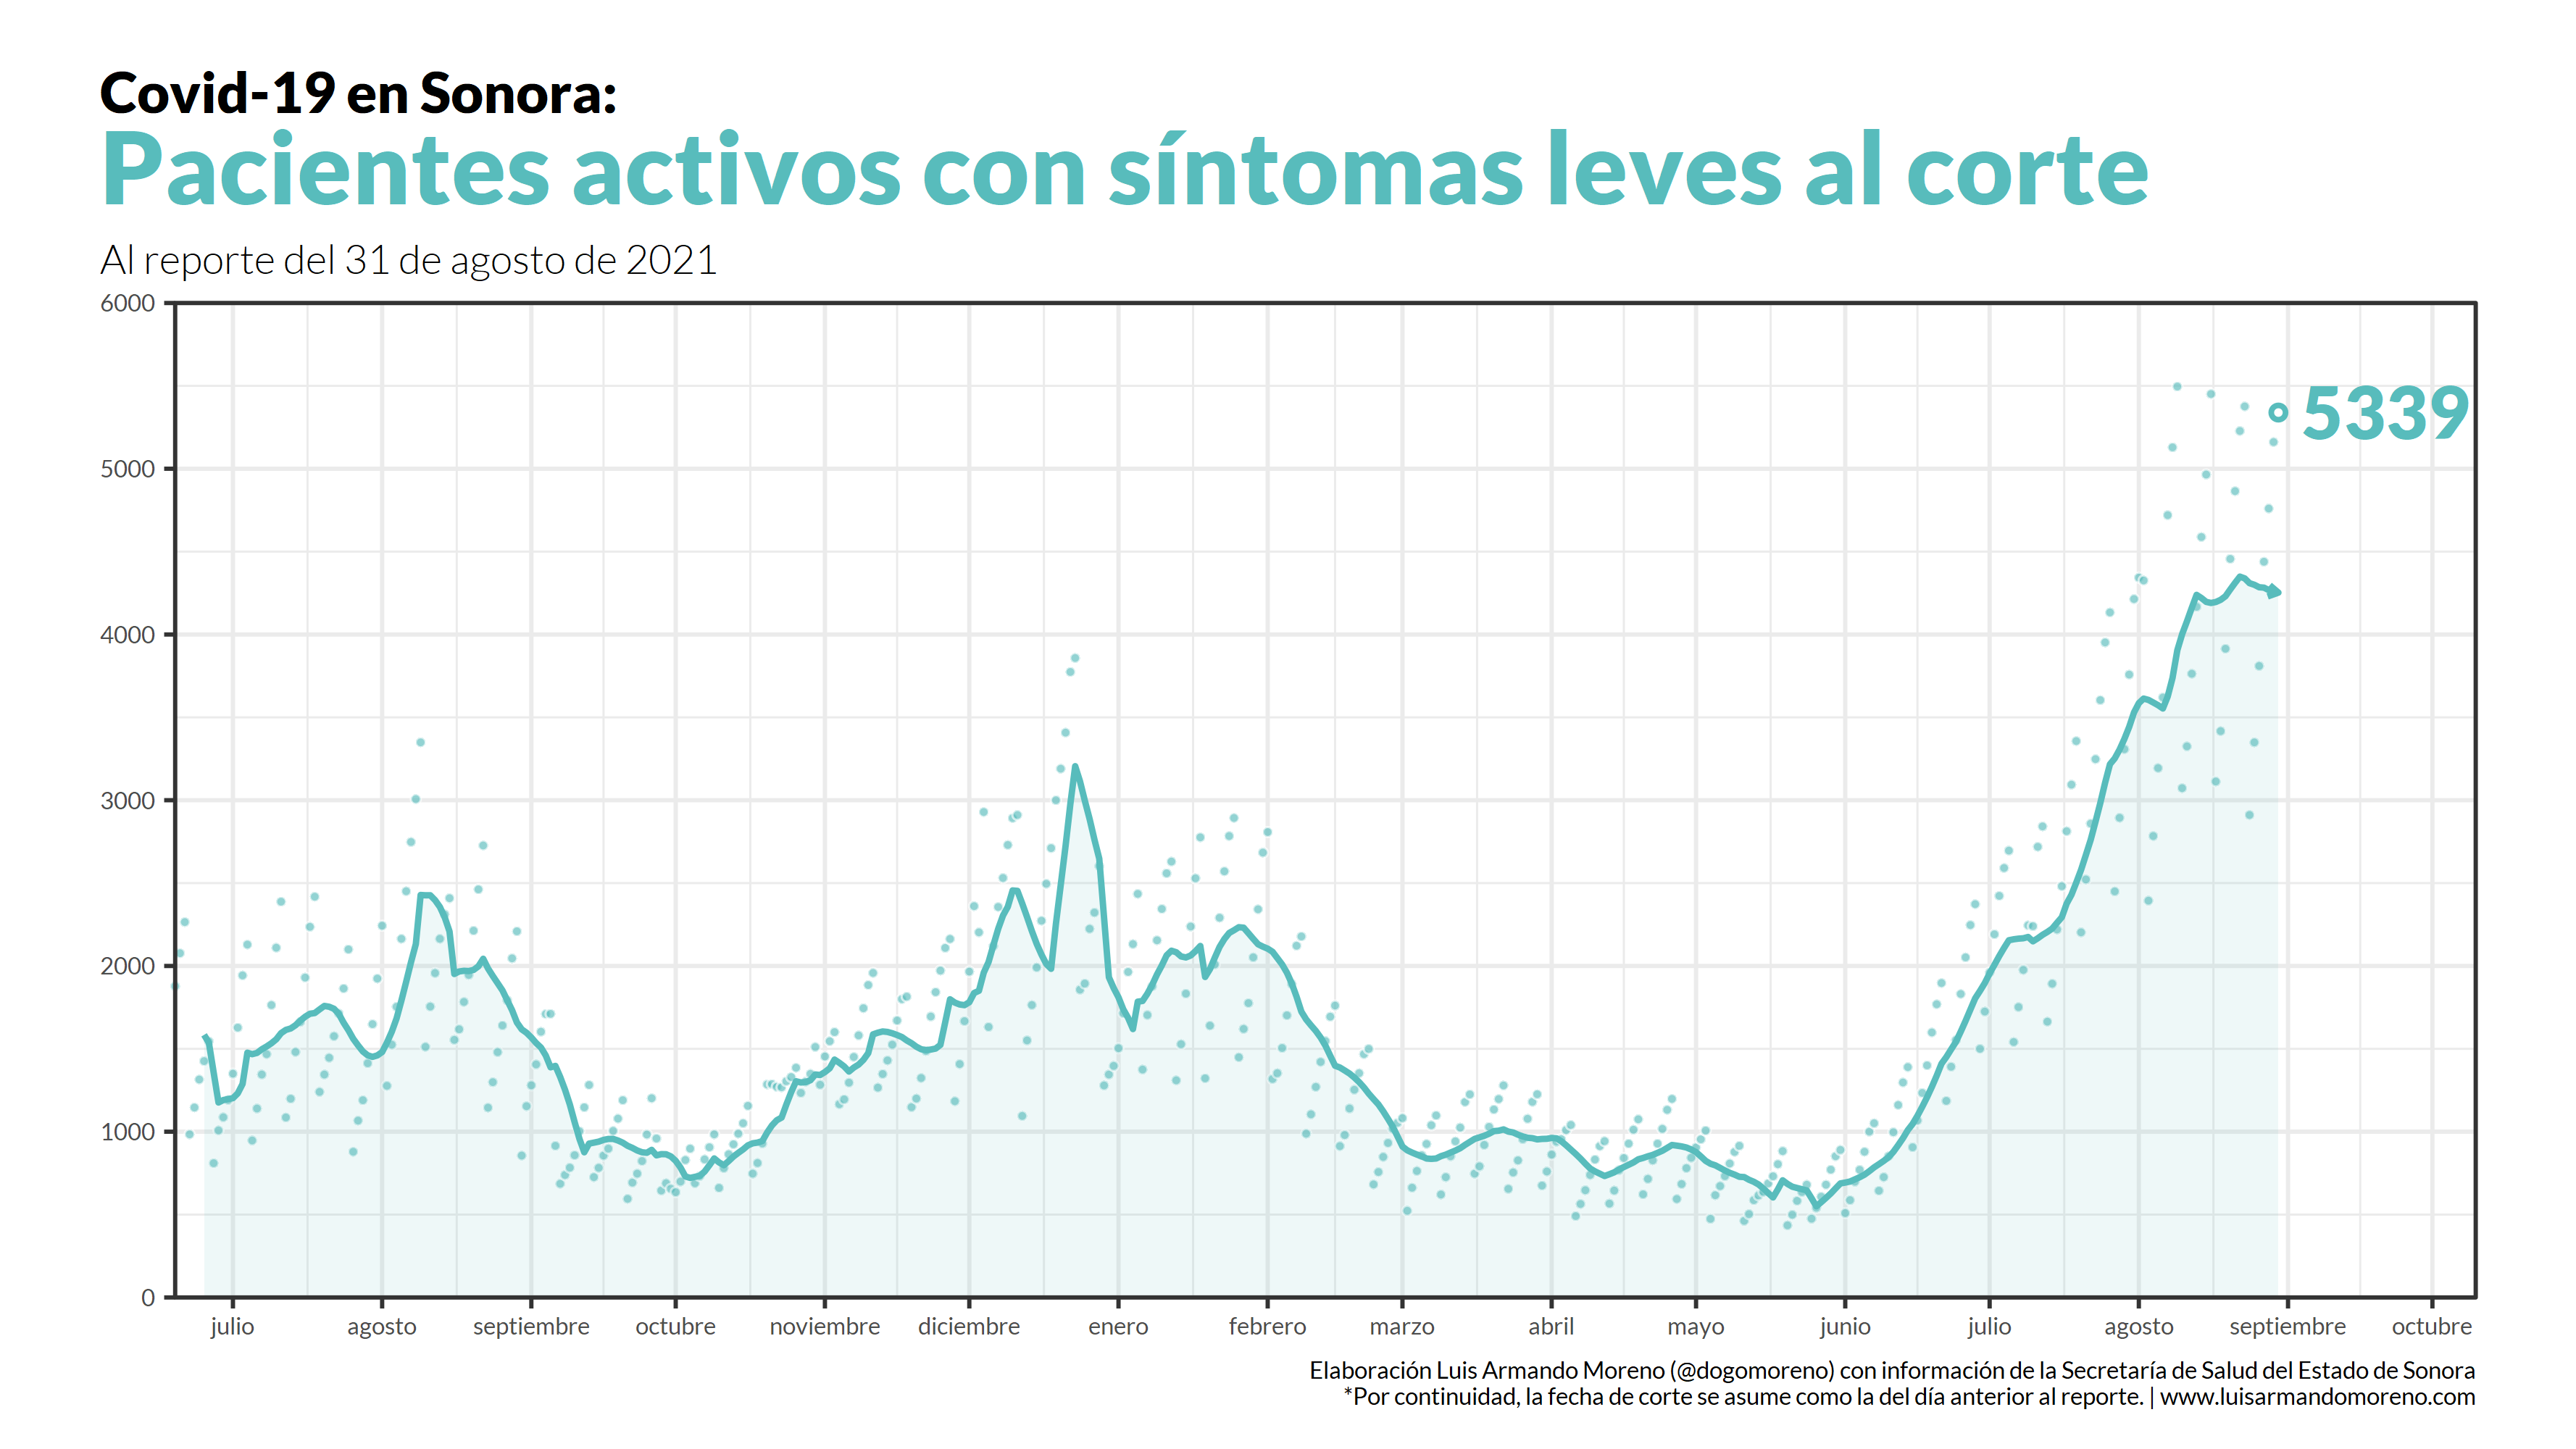 Covid-19 en Sonora:
Pacientes activos con síntomas leves al corte
Al reporte del 31 de agosto de 2021
6000
5000
4000
3000
2000
1000
0
5339
julio agosto septiembre octubre noviembre diciembre enero febrero marzo abril mayo junio julio agosto septiembre octubre
Elaboración Luis Armando Moreno (@dogomoreno) con información de la Secretaría de Salud del Estado de Sonora
*Por continuidad, la fecha de corte se asume como la del día anterior al reporte. | www.luisarmandomoreno.com